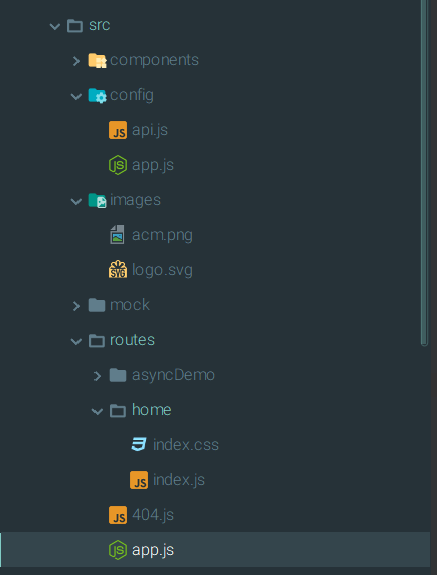 src
components
config
api.js
app.js
images
acm.png
logo.svg
mock
routes
asyncDemo
home
index.css
index.js
404.js
app.js